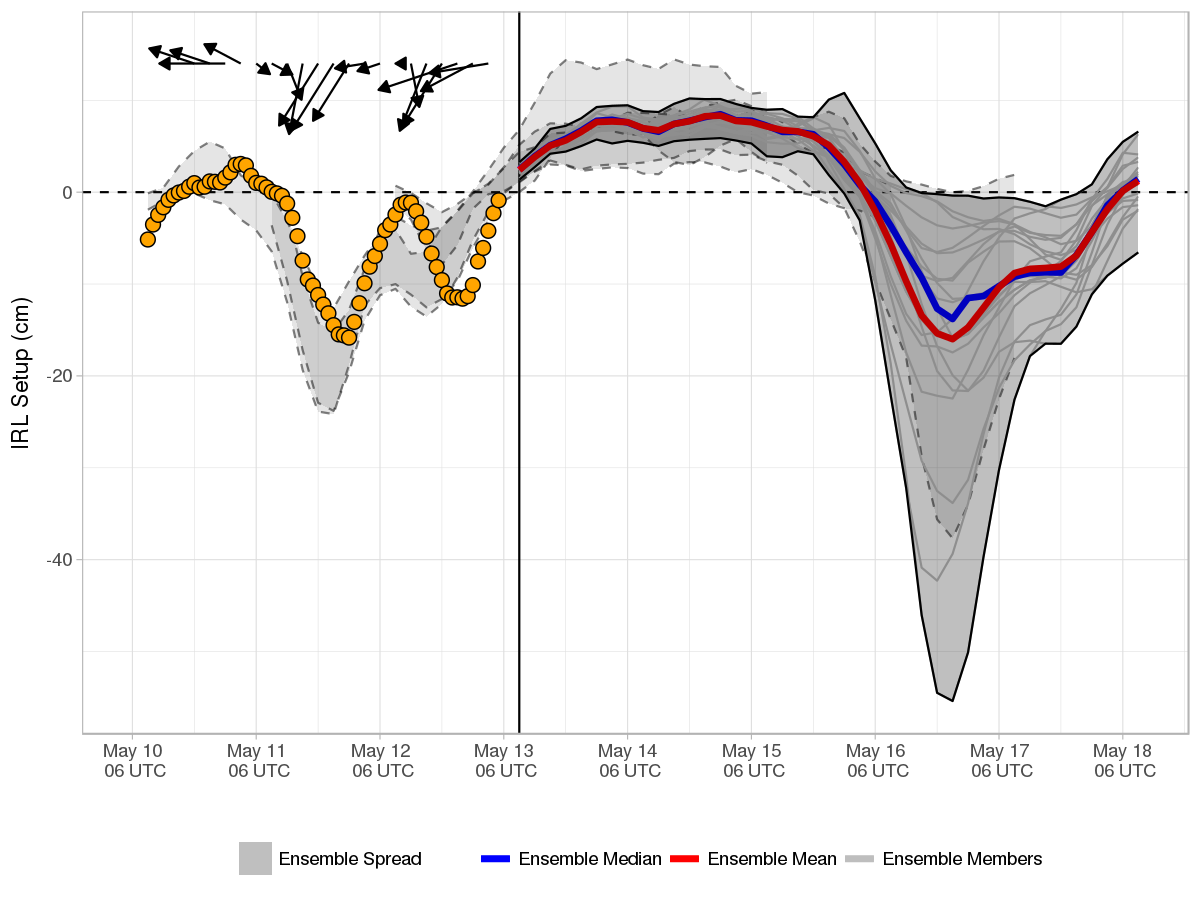 IRL Setup (cm)
0
-20
-40
May 10 May 11 May 12 May 13 May 14 May 15 May 16 May 17 May 18
06 UTC 06 UTC 06 UTC 06 UTC 06 UTC 06 UTC 06 UTC 06 UTC 06 UTC
Ensemble Spread Ensemble Median Ensemble Mean Ensemble Members